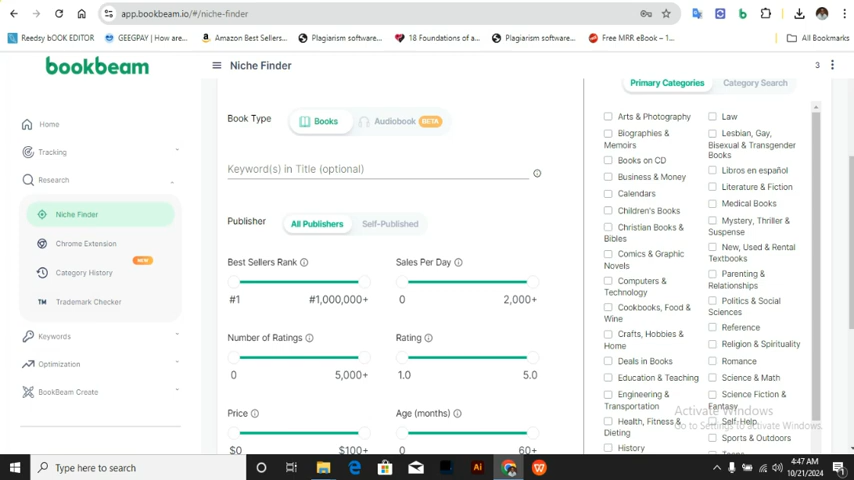 app.bookbeam.io/#/niche-finder
Reedsy bOOK EDITOR
GEEGPAY | How are...
Amazon Best Sellers...
Plagiarism software...
18 Foundations of a...
Plagiarism software...
Free MRR eBook – 1...
All Bookmarks
bookbeam
Niche Finder
3
Home
Tracking
Research
Niche Finder
Chrome Extension
NEW
Category History
TM Trademark Checker
Keywords
Optimization
BookBeam Create
Book Type
Books
Audiobook BETA
Keyword(s) in Title (optional)
Publisher
All Publishers
Self-Published
Best Sellers Rank
#1
#1,000,000+
Sales Per Day
0
2,000+
Number of Ratings
0
5,000+
Rating
1.0
5.0
Price
$0
$100+
Age (months)
0
60+
Primary Categories
Category Search
Arts & Photography
Biographies &
Memoirs
Books on CD
Business & Money
Calendars
Children's Books
Christian Books &
Bibles
Comics & Graphic
Novels
Computers &
Technology
Cookbooks, Food &
Wine
Crafts, Hobbies &
Home
Deals in Books
Education & Teaching
Engineering &
Transportation
Health, Fitness &
Dieting
History
Law
Lesbian, Gay,
Bisexual & Transgender
Books
Libros en español
Literature & Fiction
Medical Books
Mystery, Thriller &
Suspense
New, Used & Rental
Textbooks
Parenting &
Relationships
Politics & Social
Sciences
Reference
Religion & Spirituality
Romance
Science & Math
Science Fiction &
Fantasy
Self-Help
Sports & Outdoors
Teens
Activate Windows
Go to Settings to activate Windows.
Type here to search
Ai
4:47 AM
10/21/2024
1